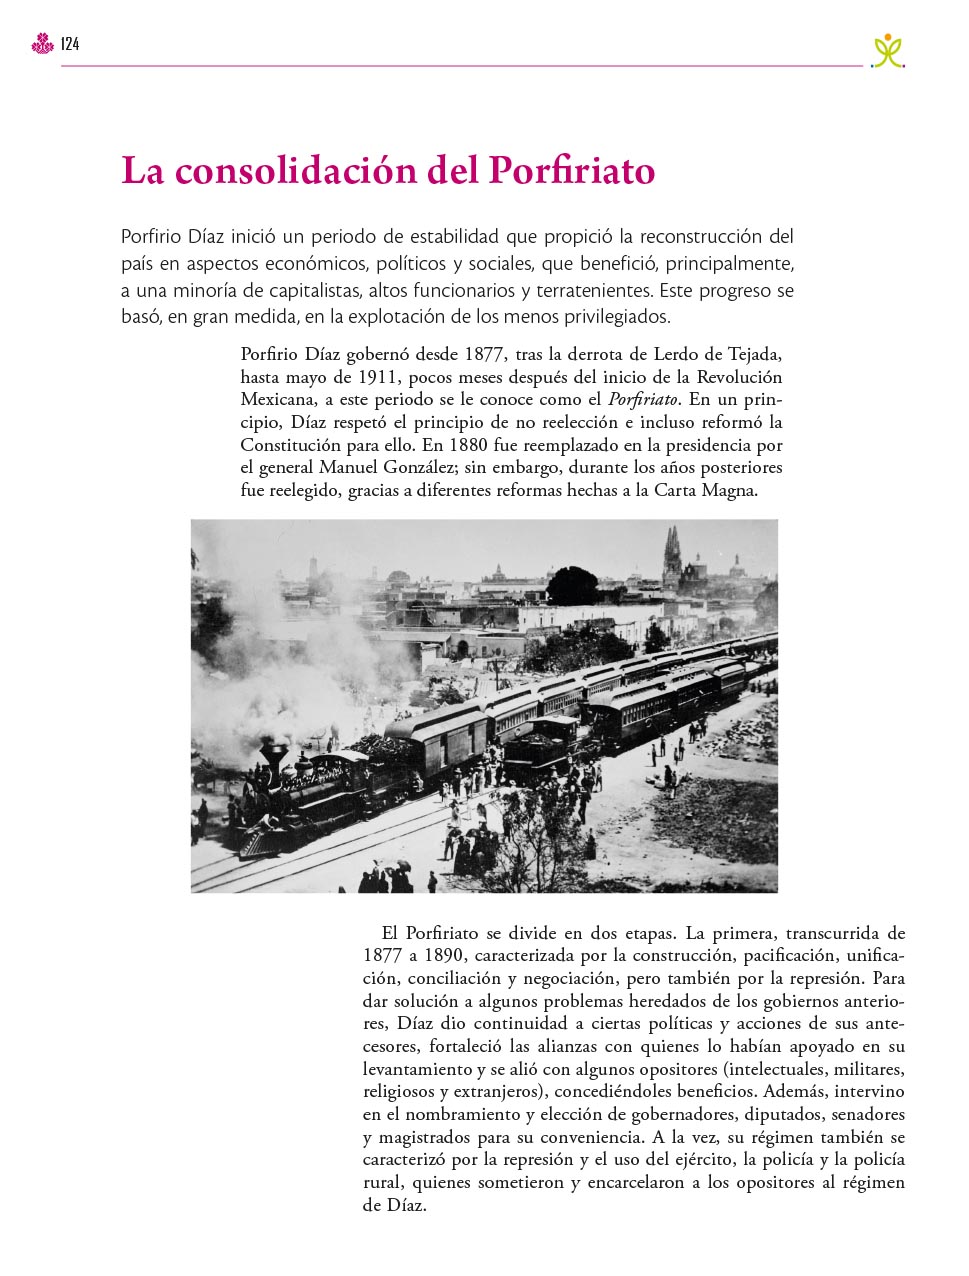 124
La consolidación del Porfiriato
Porfirio Díaz inició un periodo de estabilidad que propició la reconstrucción del
país en aspectos económicos, políticos y sociales, que benefició, principalmente,
a una minoría de capitalistas, altos funcionarios y terratenientes. Este progreso se
basó, en gran medida, en la explotación de los menos privilegiados.
Porfirio Díaz gobernó desde 1877, tras la derrota de Lerdo de Tejada,
hasta mayo de 1911, pocos meses después del inicio de la Revolución
Mexicana, a este periodo se le conoce como el Porfiriato. En un prin-
cipio, Díaz respetó el principio de no reelección e incluso reformó la
Constitución para ello. En 1880 fue reemplazado en la presidencia por
el general Manuel González; sin embargo, durante los años posteriores
fue reelegido, gracias a diferentes reformas hechas a la Carta Magna.
El Porfiriato se divide en dos etapas. La primera, transcurrida de
1877 a 1890, caracterizada por la construcción, pacificación, unifica-
ción, conciliación y negociación, pero también por la represión. Para
dar solución a algunos problemas heredados de los gobiernos anterio-
res, Díaz dio continuidad a ciertas políticas y acciones de sus ante-
cesores, fortaleció las alianzas con quienes lo habían apoyado en su
levantamiento y se alió con algunos opositores (intelectuales, militares,
religiosos y extranjeros), concediéndoles beneficios. Además, intervino
en el nombramiento y elección de gobernadores, diputados, senadores
y magistrados para su conveniencia. A la vez, su régimen también se
caracterizó por la represión y el uso del ejército, la policía y la policía
rural, quienes sometieron y encarcelaron a los opositores al régimen
de Díaz.